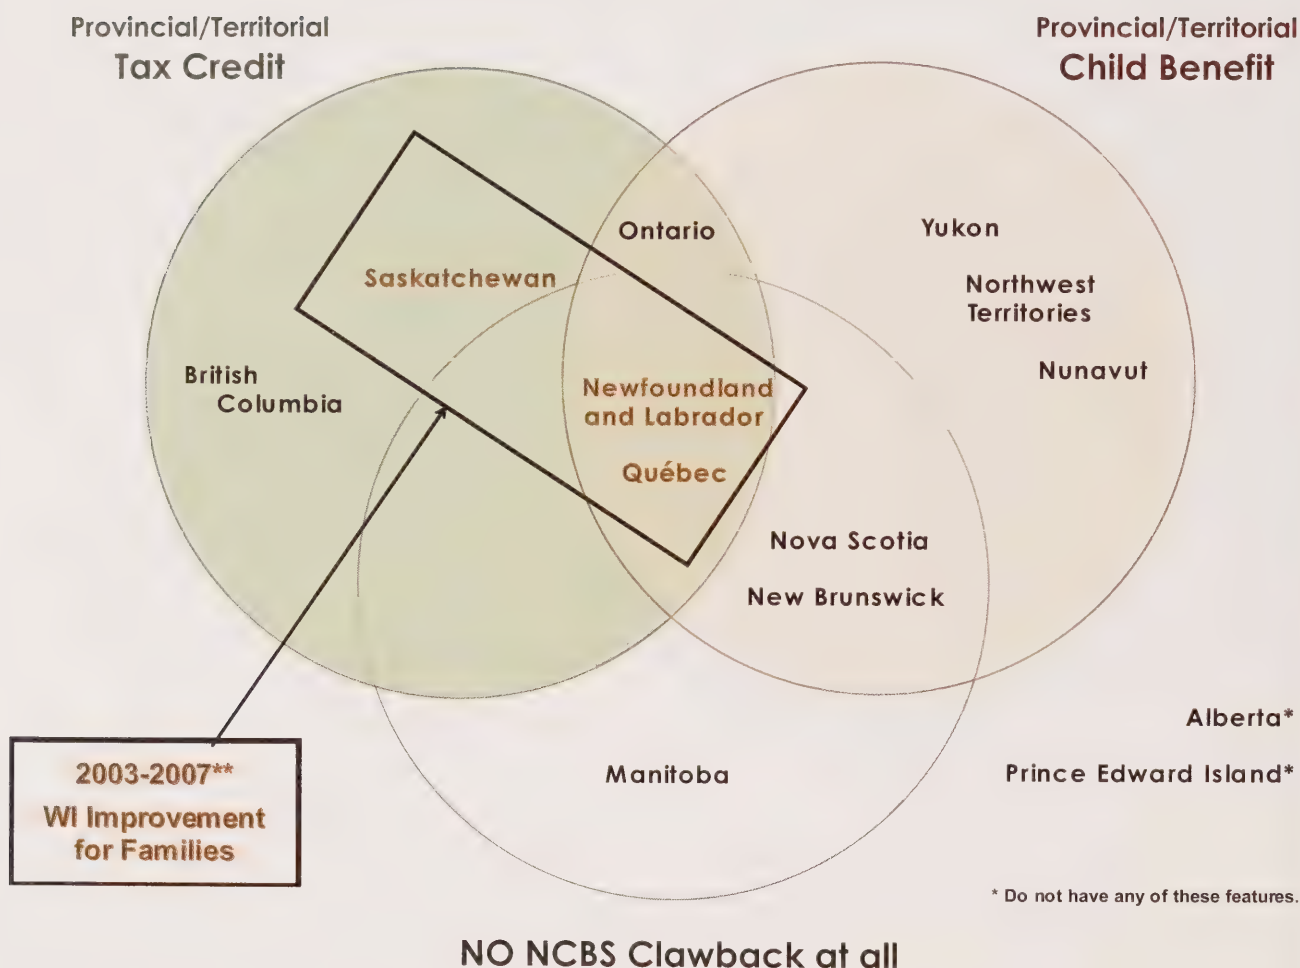 Provincial/Territorial
Tax Credit
Provincial/Territorial
Child Benefit
Ontario
Yukon
Saskatchewan
Northwest
Territories
British
Columbia
Newfoundland
and Labrador
Nunavut
Québec
Nova Scotia
New Brunswick
Alberta*
Manitoba
Prince Edward Island*
2003-2007**
WI Improvement
for Families
* Do not have any of these features.
NO NCBS Clawback at all